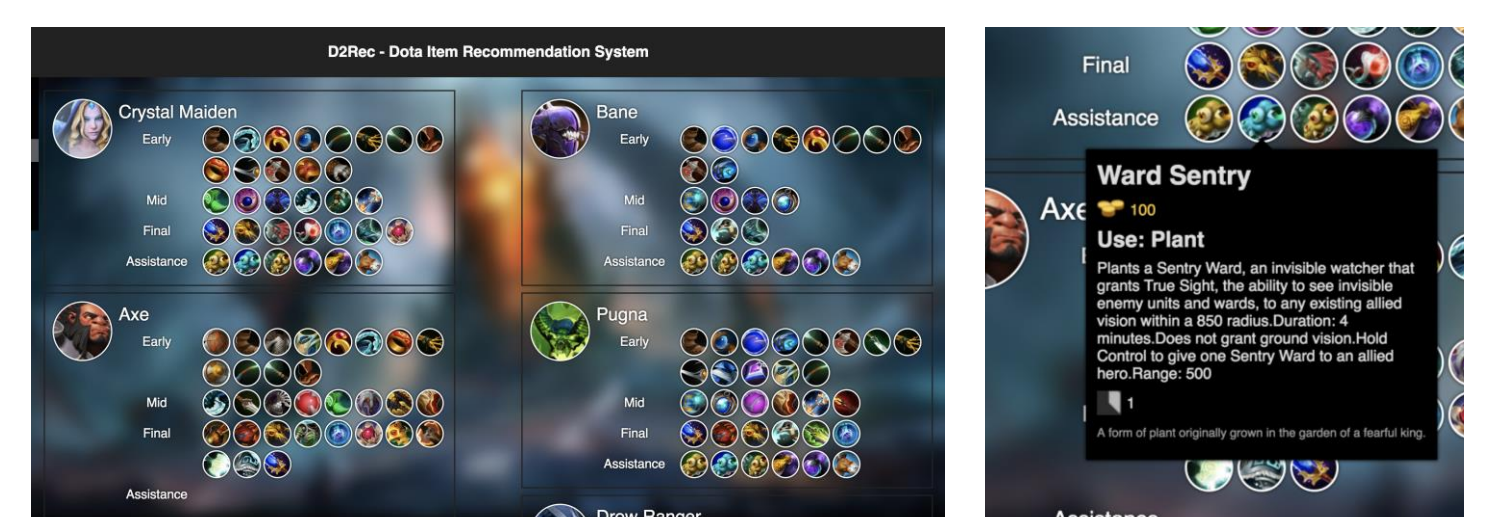 D2Rec - Dota Item Recommendation System
Crystal Maiden
Early
Mid
Final
Assistance
Axe
Early
Mid
Final
Assistance
Bane
Early
Mid
Final
Assistance
Pugna
Early
Mid
Final
Assistance
Drow Ranger
Final
Assistance
Axe
Ward Sentry
100
Use: Plant
Plants a Sentry Ward, an invisible watcher that
grants True Sight, the ability to see invisible
enemy units and wards, to any existing allied
vision within a 850 radius.Duration: 4
minutes.Does not grant ground vision.Hold
Control to give one Sentry Ward to an allied
hero.Range: 500
1
A form of plant originally grown in the garden of a fearful king.
Assistance